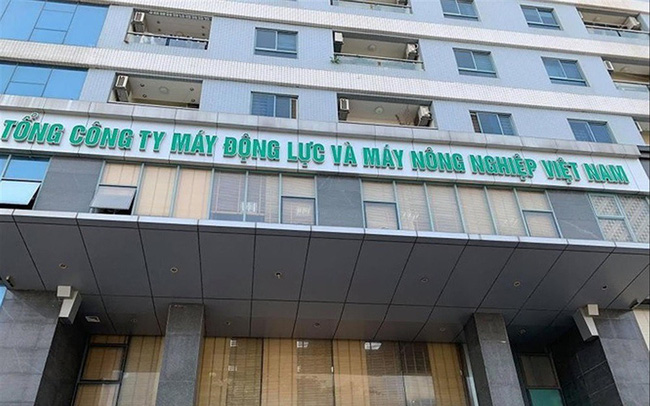 TỔNG CÔNG TY MÁY ĐỘNG LỰC VÀ MÁY NÔNG NGHIỆP VIỆT NAM